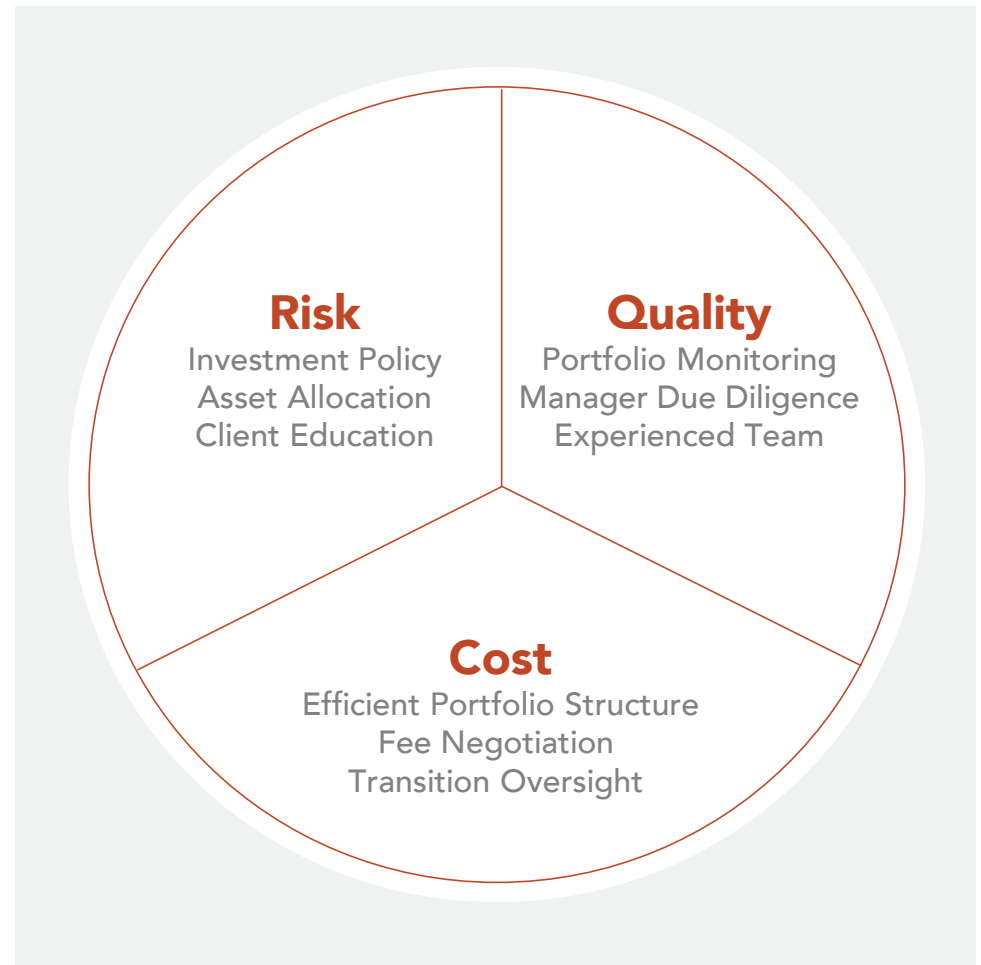 Risk
Investment Policy
Asset Allocation
Client Education
Quality
Portfolio Monitoring
Manager Due Diligence
Experienced Team
Cost
Efficient Portfolio Structure
Fee Negotiation
Transition Oversight